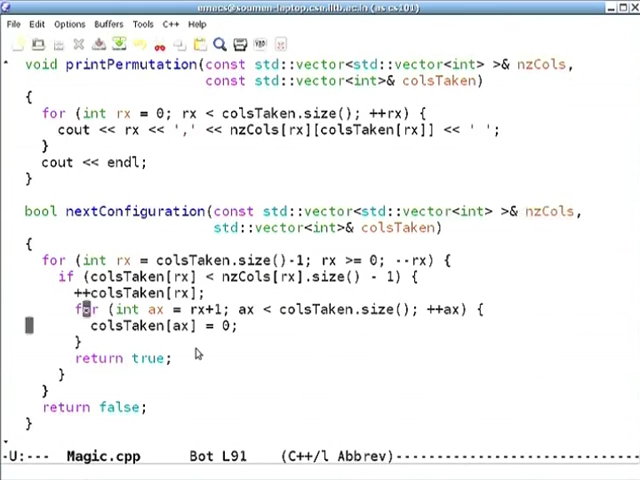 emacs@soumen-laptop.cse.iitb.ac.in (as cs101)
File Edit Options Buffers Tools C++ Help
void printPermutation(const std::vector<std::vector<int> >& nzCols,
const std::vector<int>& colsTaken)
{
for (int rx = 0; rx < colsTaken.size(); ++rx) {
cout << rx << ',' << nzCols[rx][colsTaken[rx]] << ' ';
}
cout << endl;
}
bool nextConfiguration(const std::vector<std::vector<int> >& nzCols,
std::vector<int>& colsTaken)
{
for (int rx = colsTaken.size()-1; rx >= 0; --rx) {
if (colsTaken[rx] < nzCols[rx].size() - 1) {
++colsTaken[rx];
for (int ax = rx+1; ax < colsTaken.size(); ++ax) {
colsTaken[ax] = 0;
}
return true;
}
}
return false;
}
-U:--- Magic.cpp Bot L91 (C++/l Abbrev)--------------------------------------